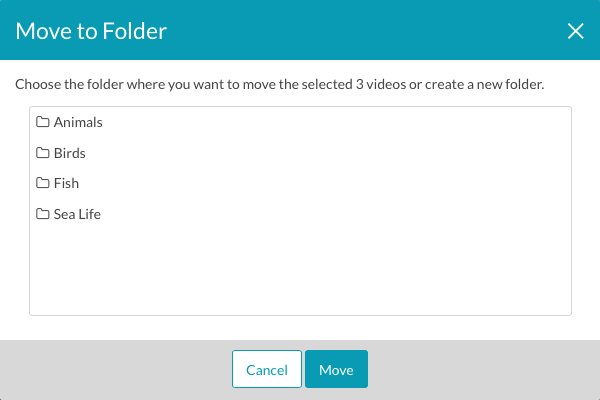 Move to Folder
Choose the folder where you want to move the selected 3 videos or create a new folder.
Animals
Birds
Fish
Sea Life
Cancel Move